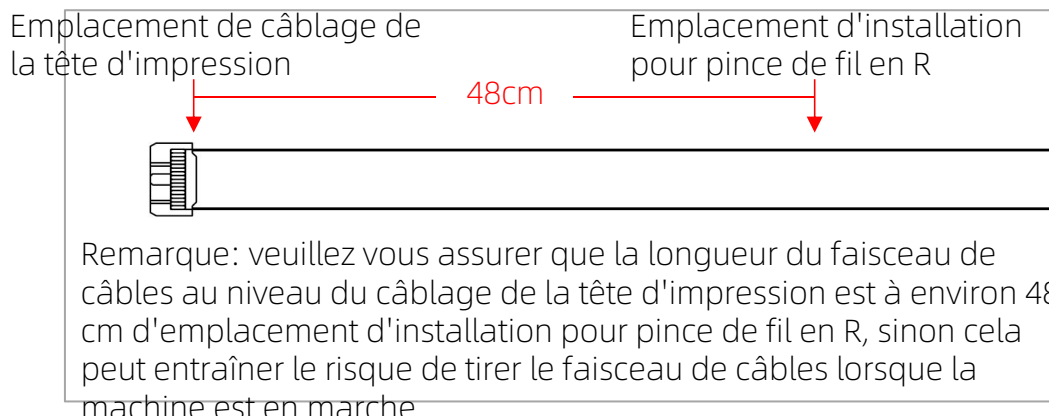 Emplacement de câblage de
la tête d'impression
Emplacement d'installation
pour pince de fil en R
48cm
Remarque: veuillez vous assurer que la longueur du faisceau de
câbles au niveau du câblage de la tête d'impression est à environ 48
cm d'emplacement d'installation pour pince de fil en R, sinon cela
peut entraîner le risque de tirer le faisceau de câbles lorsque la
machine est en marche